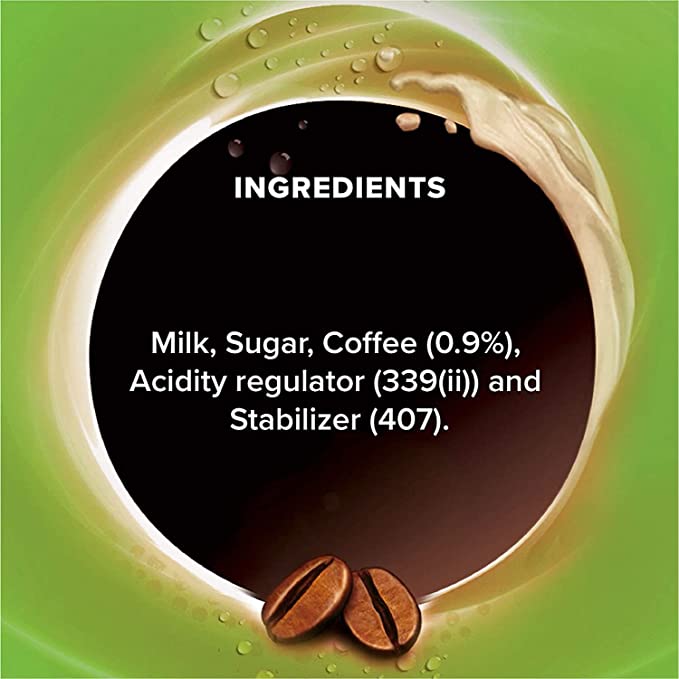 INGREDIENTS
Milk, Sugar, Coffee (0.9%),
Acidity regulator (339(ii)) and
Stabilizer (407).